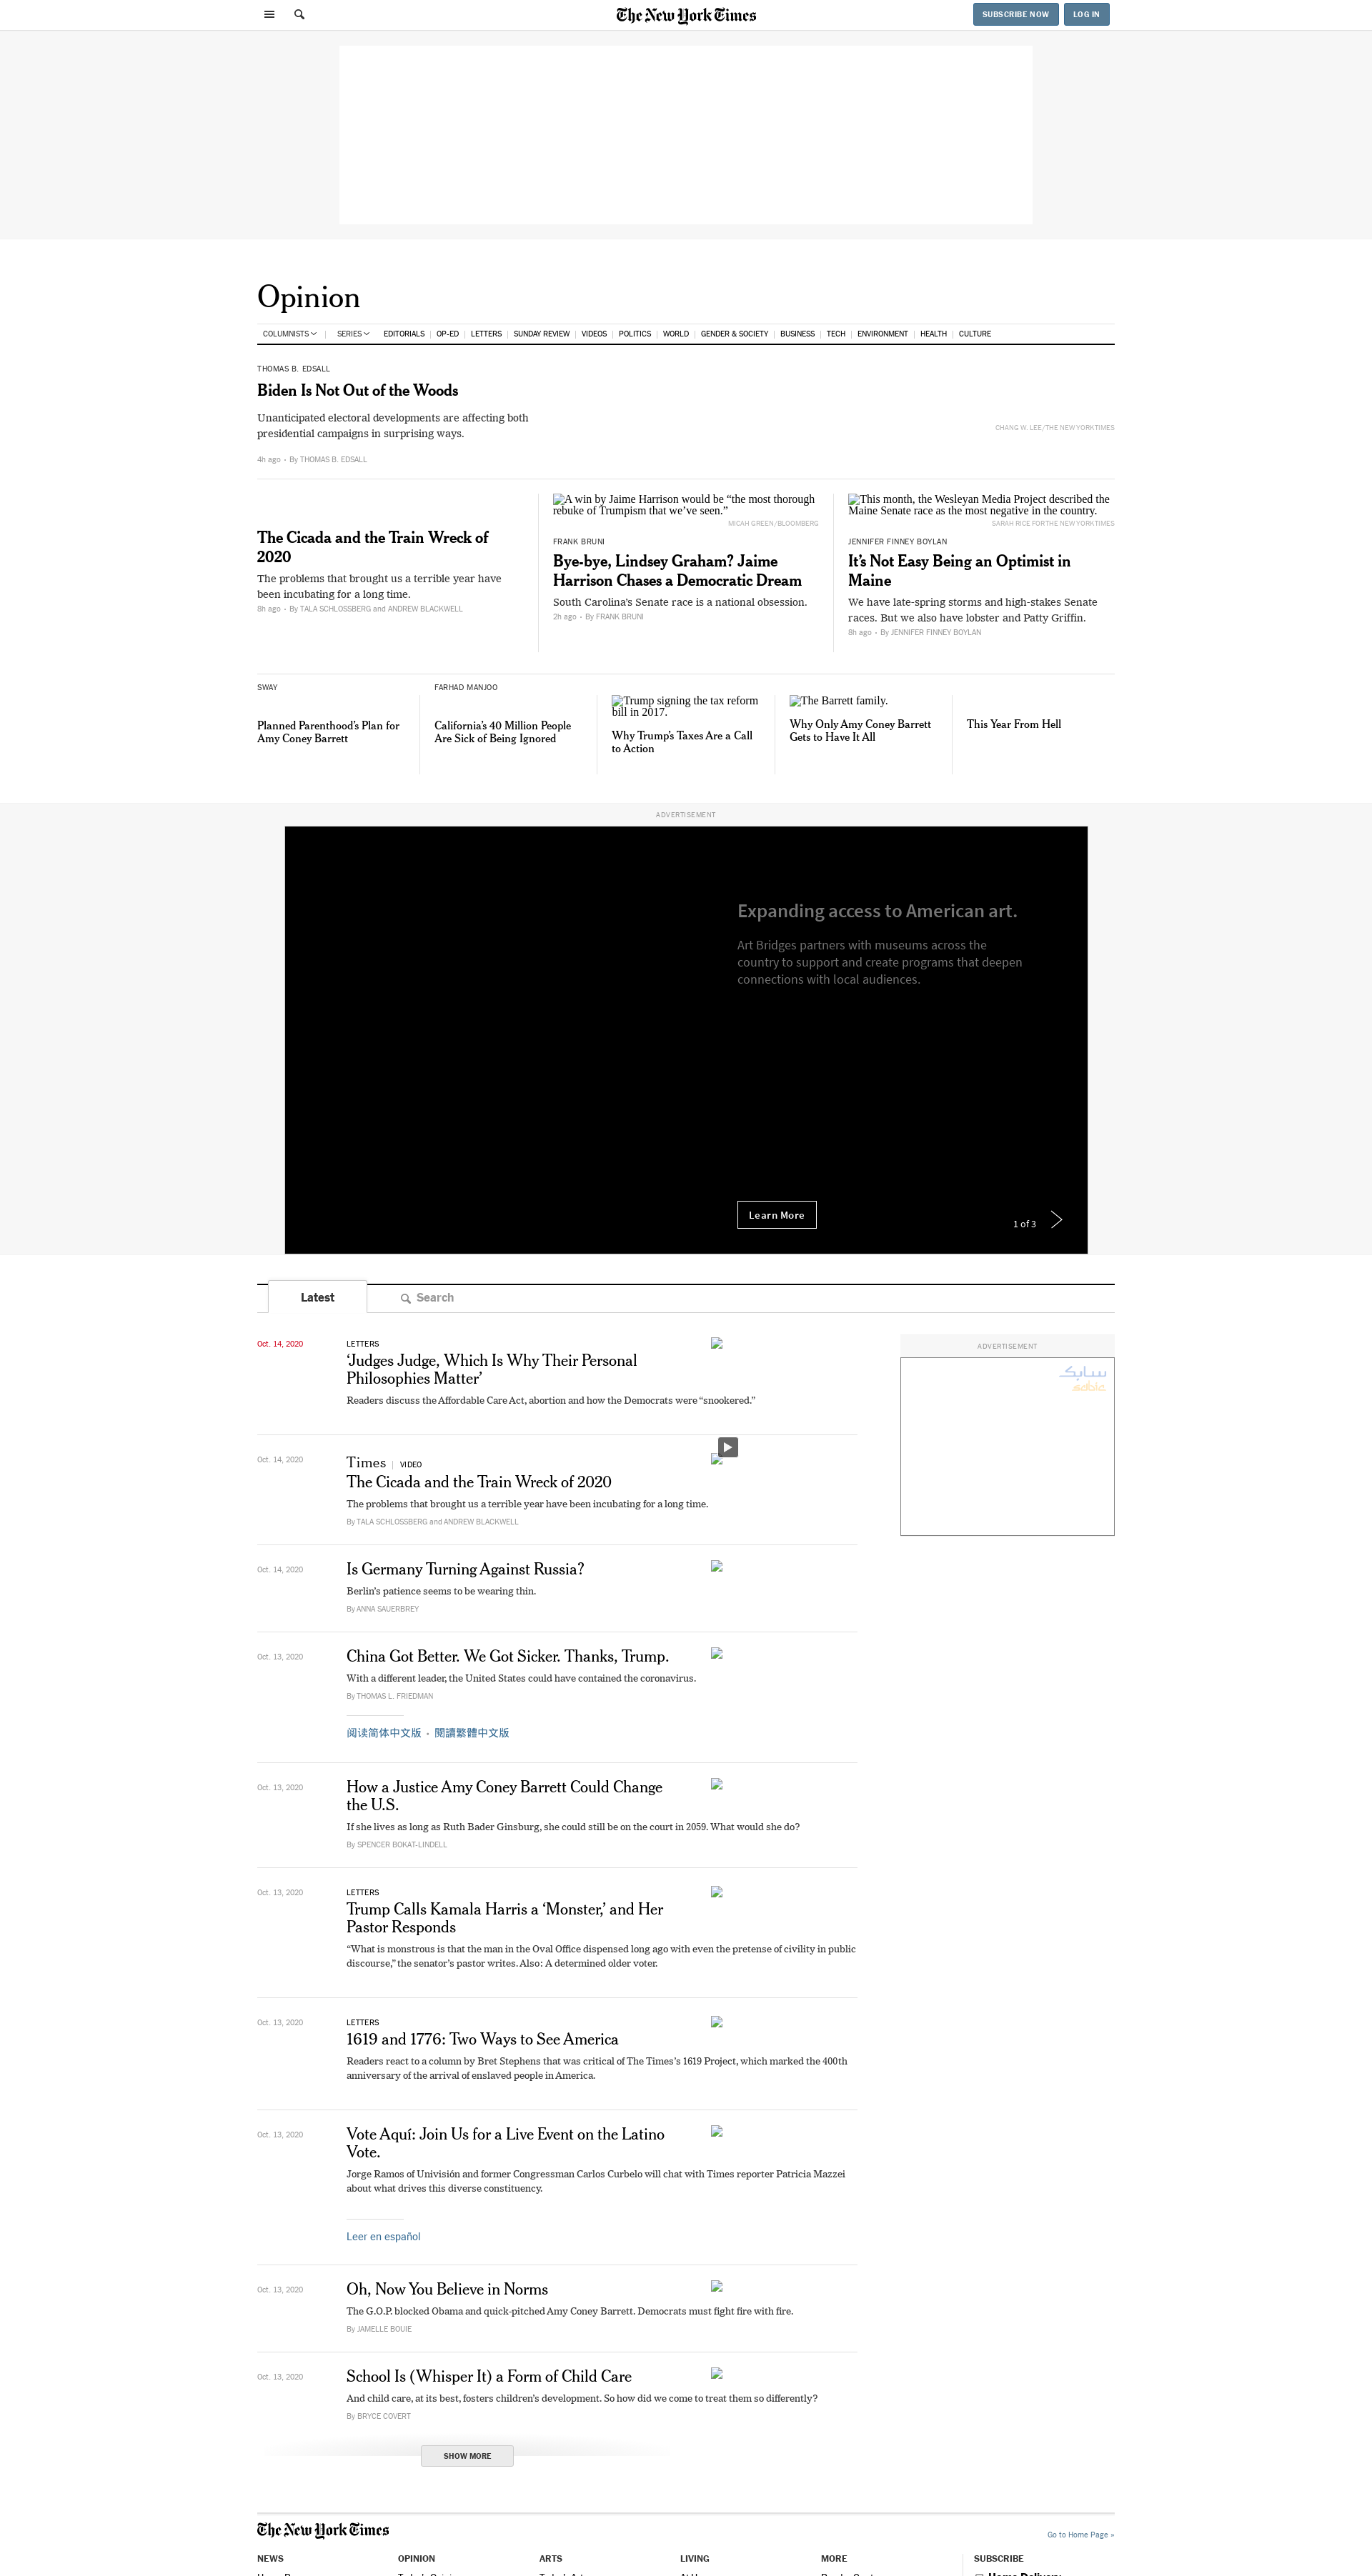 The New York Times
SUBSCRIBE NOW
LOG IN
Opinion
COLUMNISTS
SERIES
EDITORIALS
OP-ED
LETTERS
SUNDAY REVIEW
VIDEOS
POLITICS
WORLD
GENDER & SOCIETY
BUSINESS
TECH
ENVIRONMENT
HEALTH
CULTURE
THOMAS B. EDSALL
Biden Is Not Out of the Woods
Unanticipated electoral developments are affecting both
presidential campaigns in surprising ways.
4h ago • By THOMAS B. EDSALL
CHANG W. LEE/THE NEW YORK TIMES
The Cicada and the Train Wreck of
2020
The problems that brought us a terrible year have
been incubating for a long time.
8h ago • By TALA SCHLOSSBERG and ANDREW BLACKWELL
A win by Jaime Harrison would be “the most thorough
rebuke of Trumpism that we’ve seen.”
MICAH GREEN/BLOOMBERG
FRANK BRUNI
Bye-bye, Lindsey Graham? Jaime
Harrison Chases a Democratic Dream
South Carolina’s Senate race is a national obsession.
2h ago • By FRANK BRUNI
This month, the Wesleyan Media Project described the
Maine Senate race as the most negative in the country.
SARAH RICE FOR THE NEW YORK TIMES
JENNIFER FINNEY BOYLAN
It’s Not Easy Being an Optimist in
Maine
We have late-spring storms and high-stakes Senate
races. But we also have lobster and Patty Griffin.
8h ago • By JENNIFER FINNEY BOYLAN
SWAY
Planned Parenthood’s Plan for
Amy Coney Barrett
FARHAD MANJOO
California’s 40 Million People
Are Sick of Being Ignored
Trump signing the tax reform
bill in 2017.
Why Trump’s Taxes Are a Call
to Action
The Barrett family.
Why Only Amy Coney Barrett
Gets to Have It All
This Year From Hell
ADVERTISEMENT
Expanding access to American art.
Art Bridges partners with museums across the
country to support and create programs that deepen
connections with local audiences.
Learn More
1 of 3
Latest
Search
Oct. 14, 2020
LETTERS
‘Judges Judge, Which Is Why Their Personal
Philosophies Matter’
Readers discuss the Affordable Care Act, abortion and how the Democrats were “snookered.”
ADVERTISEMENT
سابک
sabic
Oct. 14, 2020
Times | VIDEO
The Cicada and the Train Wreck of 2020
The problems that brought us a terrible year have been incubating for a long time.
By TALA SCHLOSSBERG and ANDREW BLACKWELL
Oct. 14, 2020
Is Germany Turning Against Russia?
Berlin’s patience seems to be wearing thin.
By ANNA SAUERBREY
Oct. 13, 2020
China Got Better. We Got Sicker. Thanks, Trump.
With a different leader, the United States could have contained the coronavirus.
By THOMAS L. FRIEDMAN
阅读简体中文版 • 閱讀繁體中文版
Oct. 13, 2020
How a Justice Amy Coney Barrett Could Change
the U.S.
If she lives as long as Ruth Bader Ginsburg, she could still be on the court in 2059. What would she do?
By SPENCER BOKAT-LINDELL
Oct. 13, 2020
LETTERS
Trump Calls Kamala Harris a ‘Monster,’ and Her
Pastor Responds
“What is monstrous is that the man in the Oval Office dispensed long ago with even the pretense of civility in public
discourse,” the senator’s pastor writes. Also: A determined older voter.
Oct. 13, 2020
LETTERS
1619 and 1776: Two Ways to See America
Readers react to a column by Bret Stephens that was critical of The Times’s 1619 Project, which marked the 400th
anniversary of the arrival of enslaved people in America.
Oct. 13, 2020
Vote Aquí: Join Us for a Live Event on the Latino
Vote.
Jorge Ramos of Univisión and former Congressman Carlos Curbelo will chat with Times reporter Patricia Mazzei
about what drives this diverse constituency.
Leer en español
Oct. 13, 2020
Oh, Now You Believe in Norms
The G.O.P. blocked Obama and quick-pitched Amy Coney Barrett. Democrats must fight fire with fire.
By JAMELLE BOUIE
Oct. 13, 2020
School Is (Whisper It) a Form of Child Care
And child care, at its best, fosters children’s development. So how did we come to treat them so differently?
By BRYCE COVERT
SHOW MORE
The New York Times
Go to Home Page »
NEWS
OPINION
ARTS
LIVING
MORE
SUBSCRIBE